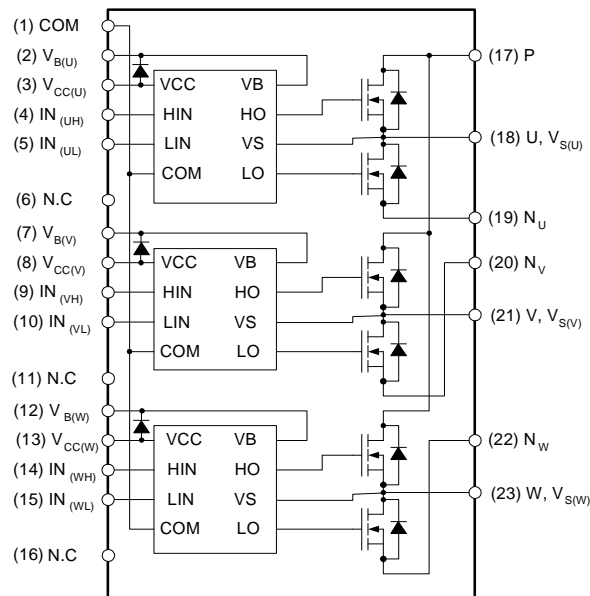 (1) COM
(2) VB(U)
(3) VCC(U)
(4) IN (UH)
(5) IN (UL)
(6) N.C
(7) VB(V)
(8) VCC(V)
(9) IN (VH)
(10) IN (VL)
(11) N.C
(12) VB(W)
(13) VCC(W)
(14) IN (WH)
(15) IN (WL)
(16) N.C
VCC VB
HIN HO
LIN VS
COM LO
VCC VB
HIN HO
LIN VS
COM LO
VCC VB
HIN HO
LIN VS
COM LO
(17) P
(18) U, VS(U)
(19) NU
(20) NV
(21) V, VS(V)
(22) NW
(23) W, VS(W)